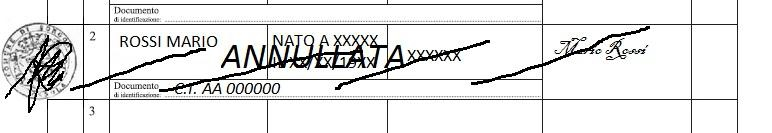 Documento
di identificazione:
2
ROSSI MARIO
NATO A XXXXX
Mario Rossi
ANNULLATA
XXXXXX
Documento
di identificazione:
C.I. AA 000000
3